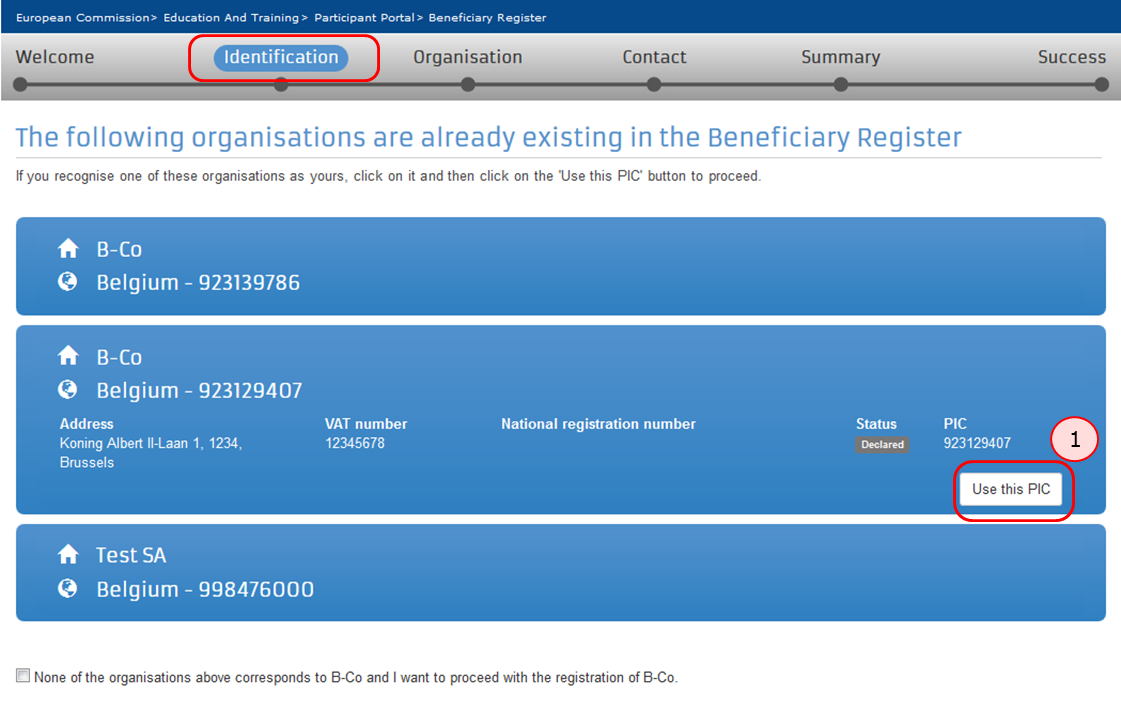 European Commission> Education And Training> Participant Portal> Beneficiary Register
Welcome Identification Organisation Contact Summary Success
The following organisations are already existing in the Beneficiary Register
If you recognise one of these organisations as yours, click on it and then click on the 'Use this PIC' button to proceed.
B-Co
Belgium - 923139786
B-Co
Belgium - 923129407
Address VAT number National registration number Status PIC
Koning Albert II-Laan 1, 1234, 12345678 Declared 923129407
Brussels
1
Use this PIC
Test SA
Belgium - 998476000
None of the organisations above corresponds to B-Co and I want to proceed with the registration of B-Co.